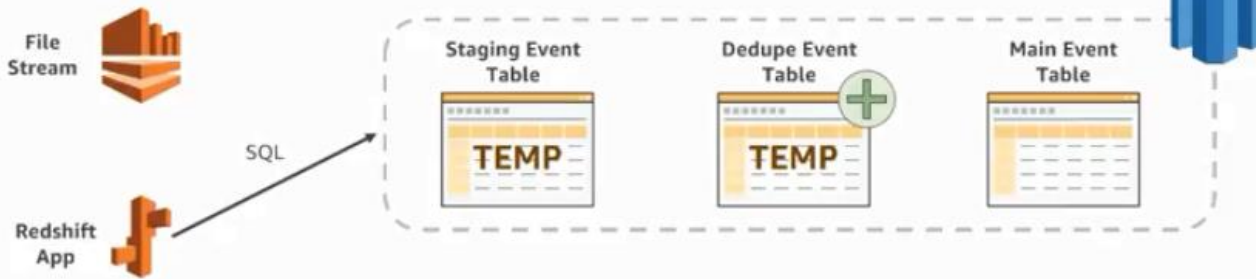 File
Stream
Staging Event
Table
Dedupe Event
Table
Main Event
Table
TEMP
TEMP
SQL
Redshift
App